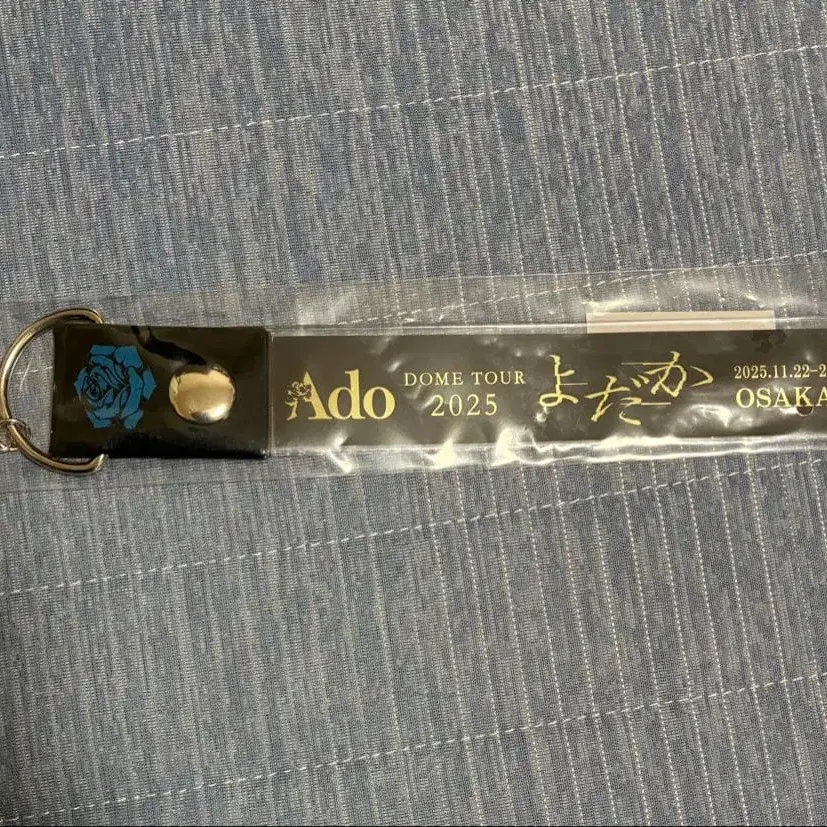 Ado
DOME TOUR
2025
よだか
2025.11.22-2
OSAKA